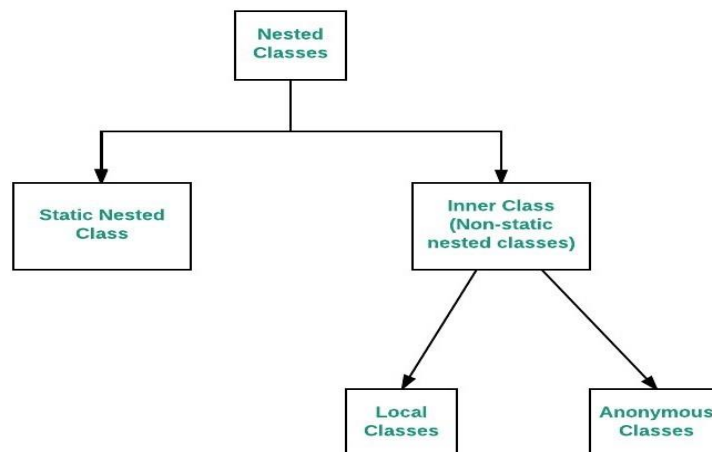 Nested
Classes
Static Nested
Class
Inner Class
(Non-static
nested classes)
Local
Classes
Anonymous
Classes